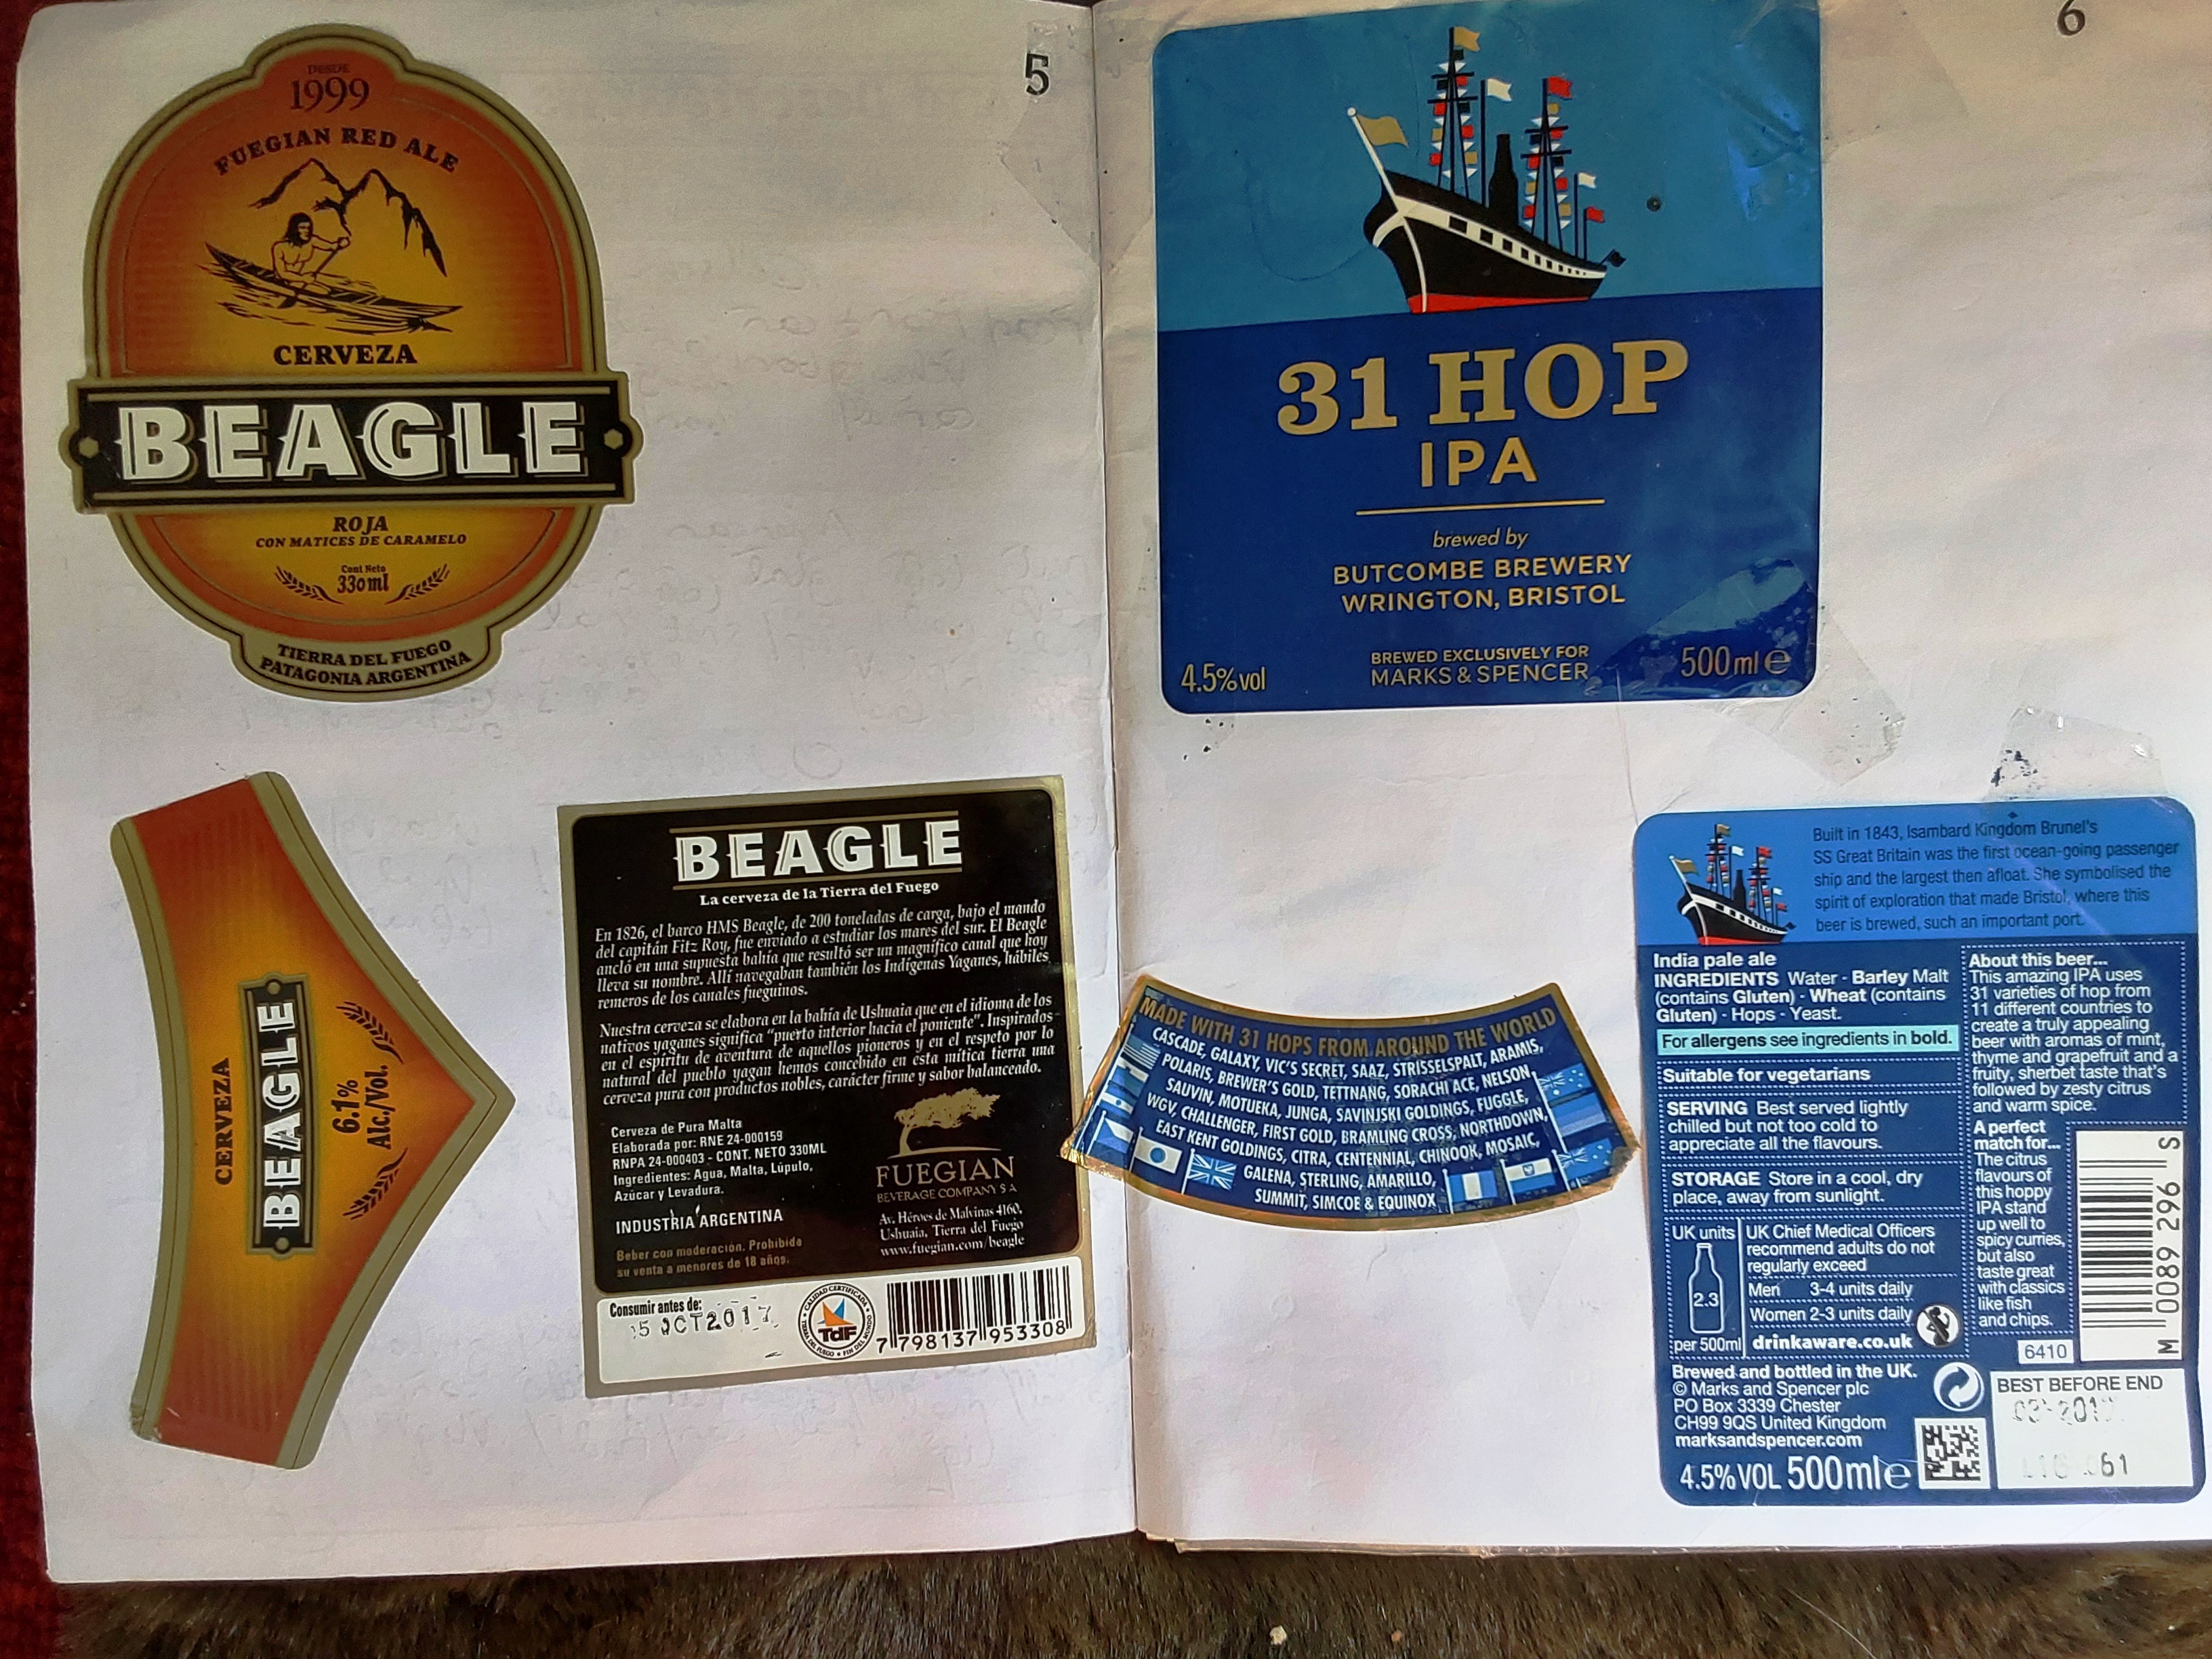 5
DESDE
1999
FUEGIAN RED ALE
CERVEZA
BEAGLE
ROJA
CON MATICES DE CARAMELO
Cont Neto
330ml
TIERRA DEL FUEGO
PATAGONIA ARGENTINA
CERVEZA
BEAGLE
6.1%
Alc./Vol.
BEAGLE
La cerveza de la Tierra del Fuego
En 1826, el barco HMS Beagle, de 200 toneladas de carga, bajo el mando
del capitán Fitz Roy, fue enviado a estudiar los mares del sur. El Beagle
ancló en una supuesta bahía que resultó ser un magnífico canal que hoy
lleva su nombre. Allí navegaban también los Indígenas Yaganes, hábiles
remeros de los canales fueguinos.
Nuestra cerveza se elabora en la bahía de Ushuaia que en el idioma de los
nativos yaganes significa "puerto interior hacia el poniente". Inspirados
en el espíritu de aventura de aquellos pioneros y en el respeto por lo
natural del pueblo yagan hemos concebido en esta mítica tierra una
cerveza pura con productos nobles, carácter firme y sabor balanceado.
Cerveza de Pura Malta
Elaborada por: RNE 24-000159
RNPA 24-000403 - CONT. NETO 330ML
Ingredientes: Agua, Malta, Lúpulo,
Azúcar y Levadura.
INDUSTRIA ARGENTINA
Beber con moderación. Prohibida
su venta a menores de 18 años.
FUEGIAN
BEVERAGE COMPANY S A
Av. Héroes de Malvinas 4160,
Ushuaia, Tierra del Fuego
www.fuegian.com/beagle
Consumir antes de:
15 OCT2017
CALIDAD CERTIFICADA
TdF
TIERRA DEL FUEGO • FIN DEL MUNDO
7 798137 953308
6
31 HOP
IPA
brewed by
BUTCOMBE BREWERY
WRINGTON, BRISTOL
BREWED EXCLUSIVELY FOR
MARKS & SPENCER
4.5%vol
500ml e
MADE WITH 31 HOPS FROM AROUND THE WORLD
CASCADE, GALAXY, VIC'S SECRET, SAAZ, STRISSELSPALT, ARAMIS,
POLARIS, BREWER'S GOLD, TETTNANG, SORACHI ACE, NELSON
SAUVIN, MOTUEKA, JUNGA, SAVINJSKI GOLDINGS, FUGGLE,
WGV, CHALLENGER, FIRST GOLD, BRAMLING CROSS, NORTHDOWN,
EAST KENT GOLDINGS, CITRA, CENTENNIAL, CHINOOK, MOSAIC,
GALENA, STERLING, AMARILLO,
SUMMIT, SIMCOE & EQUINOX
Built in 1843, Isambard Kingdom Brunel's
SS Great Britain was the first ocean-going passenger
ship and the largest then afloat. She symbolised the
spirit of exploration that made Bristol, where this
beer is brewed, such an important port.
India pale ale
INGREDIENTS Water - Barley Malt
(contains Gluten) - Wheat (contains
Gluten) - Hops - Yeast.
For allergens see ingredients in bold.
Suitable for vegetarians
SERVING Best served lightly
chilled but not too cold to
appreciate all the flavours.
STORAGE Store in a cool, dry
place, away from sunlight.
UK units
2.3
per 500ml
UK Chief Medical Officers
recommend adults do not
regularly exceed
Men 3-4 units daily
Women 2-3 units daily
drinkaware.co.uk
Brewed and bottled in the UK.
© Marks and Spencer plc
PO Box 3339 Chester
CH99 9QS United Kingdom
marksandspencer.com
4.5%VOL 500ml e
About this beer...
This amazing IPA uses
31 varieties of hop from
11 different countries to
create a truly appealing
beer with aromas of mint,
thyme and grapefruit and a
fruity, sherbet taste that's
followed by zesty citrus
and warm spice.
A perfect
match for...
The citrus
flavours of
this hoppy
IPA stand
up well to
spicy curries,
but also
taste great
with classics
like fish
and chips.
M 0089 296 S
6410
BEST BEFORE END